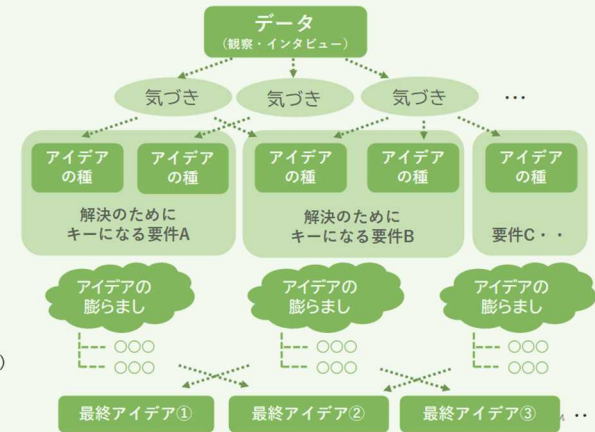 データ
（観察・インタビュー）
気づき 気づき 気づき …
アイデア
の種
アイデア
の種
アイデア
の種
アイデア
の種
アイデア
の種
解決のために
キーになる要件A
解決のために
キーになる要件B
要件C・・
アイデアの
膨らまし
アイデアの
膨らまし
アイデアの
膨らまし
○○○
○○○
○○○
○○○
○○○
○○○
）
最終アイデア① 最終アイデア② 最終アイデア③ ・・